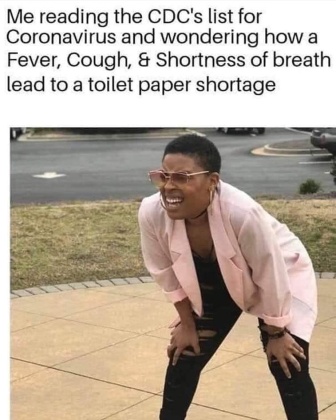 Me reading the CDC's list for
Coronavirus and wondering how a
Fever, Cough, & Shortness of breath
lead to a toilet paper shortage